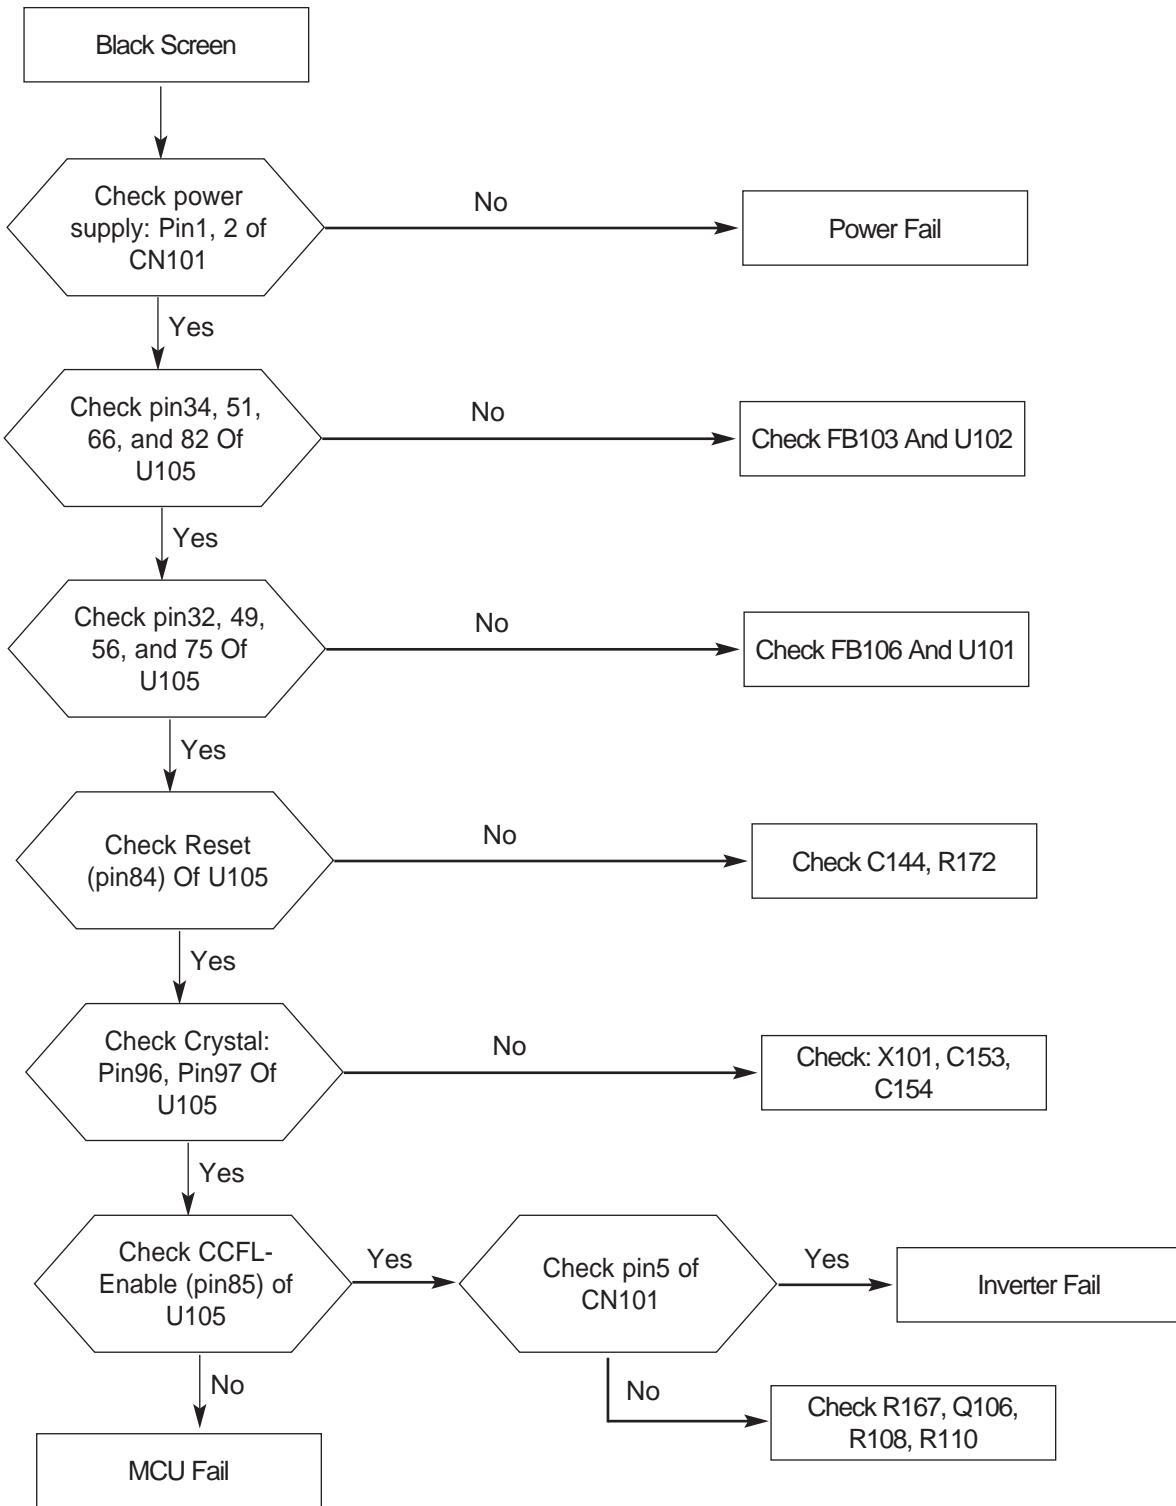 Black Screen
Check power
supply: Pin1, 2 of
CN101
No
Power Fail
Yes
Check pin34, 51,
66, and 82 Of
U105
No
Check FB103 And U102
Yes
Check pin32, 49,
56, and 75 Of
U105
No
Check FB106 And U101
Yes
Check Reset
(pin84) Of U105
No
Check C144, R172
Yes
Check Crystal:
Pin96, Pin97 Of
U105
No
Check: X101, C153,
C154
Yes
Check CCFL-
Enable (pin85) of
U105
Yes
Check pin5 of
CN101
Yes
Inverter Fail
No
Check R167, Q106,
R108, R110
No
MCU Fail